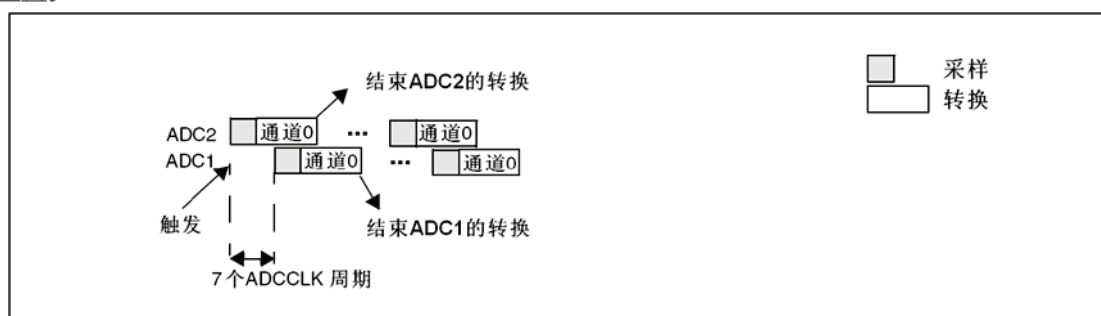 结束ADC2的转换
采样
转换
ADC2 通道0 ··· 通道0
ADC1 通道0 ··· 通道0
触发
结束ADC1的转换
7个ADCCLK 周期